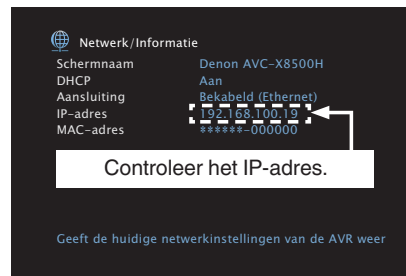 Netwerk/Informatie
Schermnaam Denon AVC-X8500H
DHCP Aan
Aansluiting Bekabeld (Ethernet)
IP-adres 192.168.100.19
MAC-adres ******-000000
Controleer het IP-adres.
Geeft de huidige netwerkinstellingen van de AVR weer